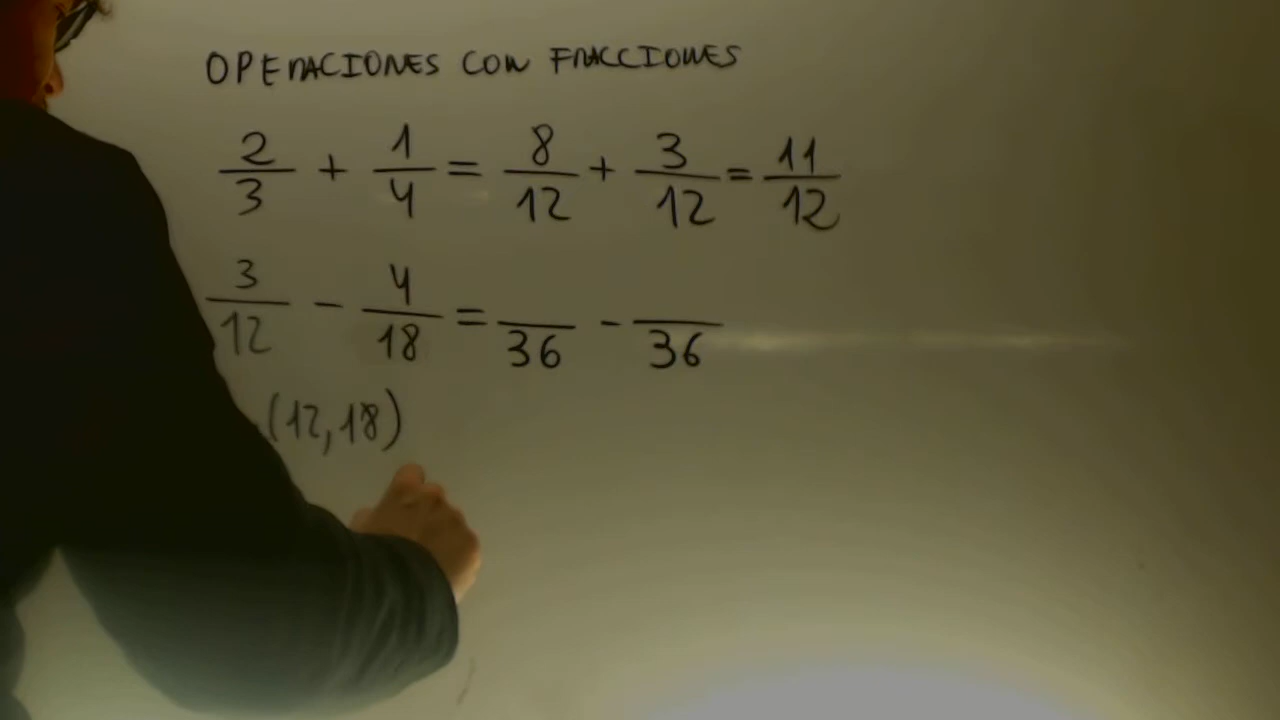 OPERACIONES CON FRACCIONES
2/3 + 1/4 = 8/12 + 3/12 = 11/12
3/12 - 4/18 = /36 - /36
(12,18)